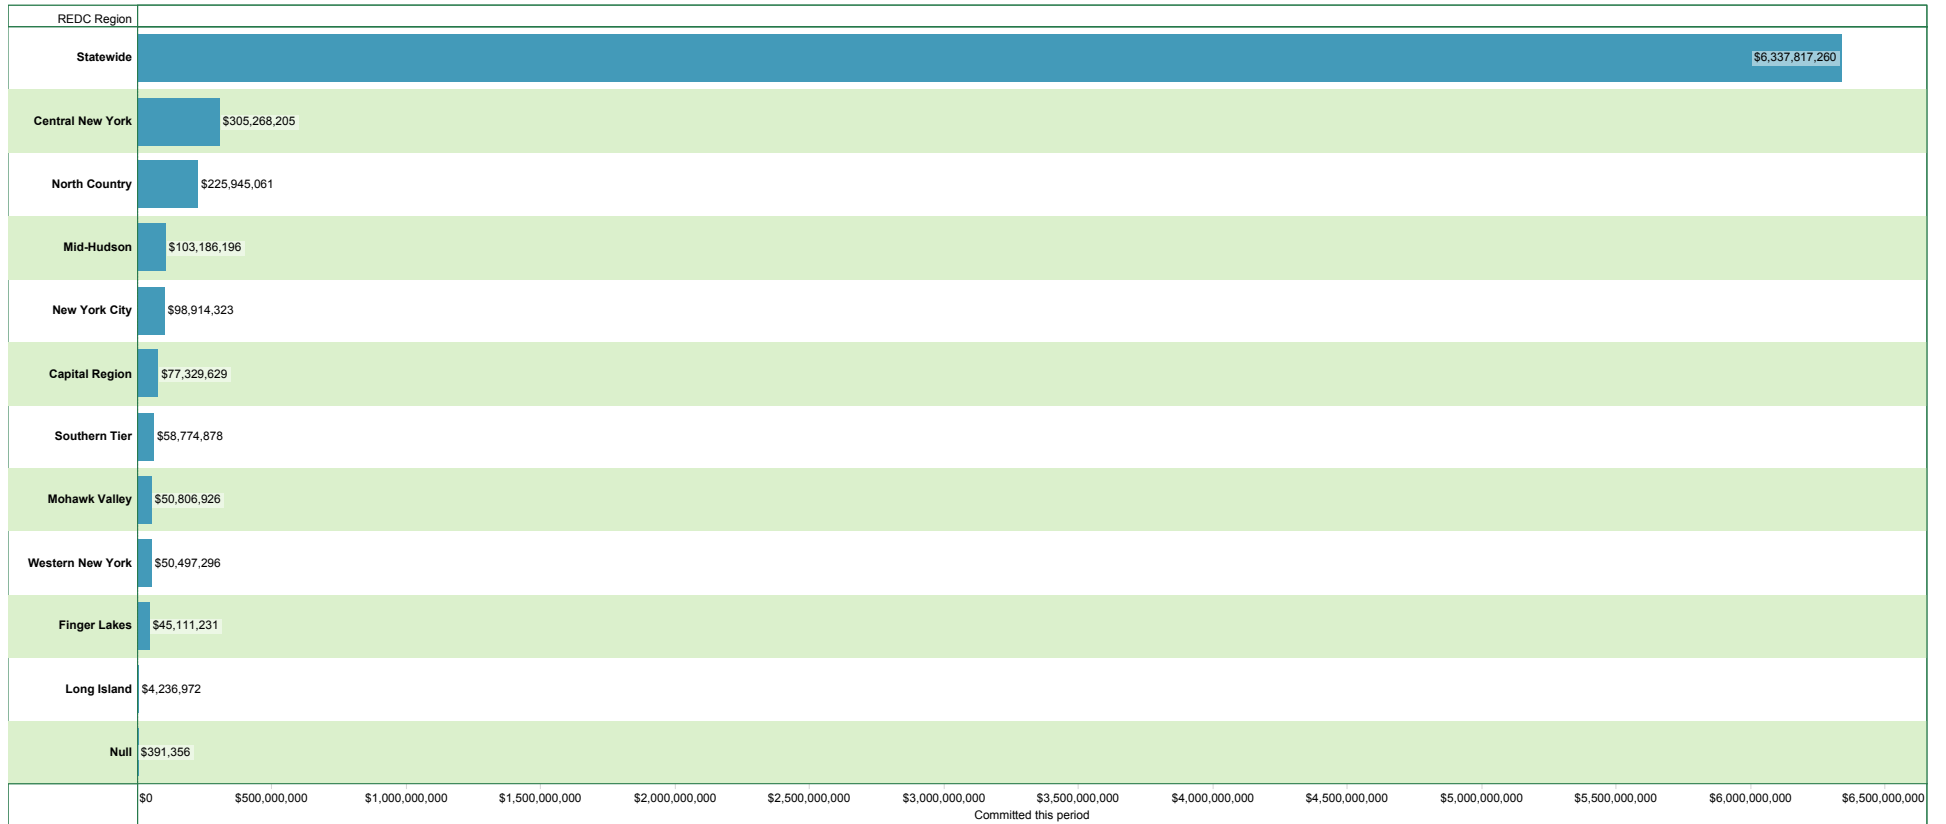 REDC Region
Statewide $6,337,817,260
Central New York $305,268,205
North Country $225,945,061
Mid-Hudson $103,186,196
New York City $98,914,323
Capital Region $77,329,629
Southern Tier $58,774,878
Mohawk Valley $50,806,926
Western New York $50,497,296
Finger Lakes $45,111,231
Long Island $4,236,972
Null $391,356
$0 $500,000,000 $1,000,000,000 $1,500,000,000 $2,000,000,000 $2,500,000,000 $3,000,000,000 $3,500,000,000 $4,000,000,000 $4,500,000,000 $5,000,000,000 $5,500,000,000 $6,000,000,000 $6,500,000,000
Committed this period